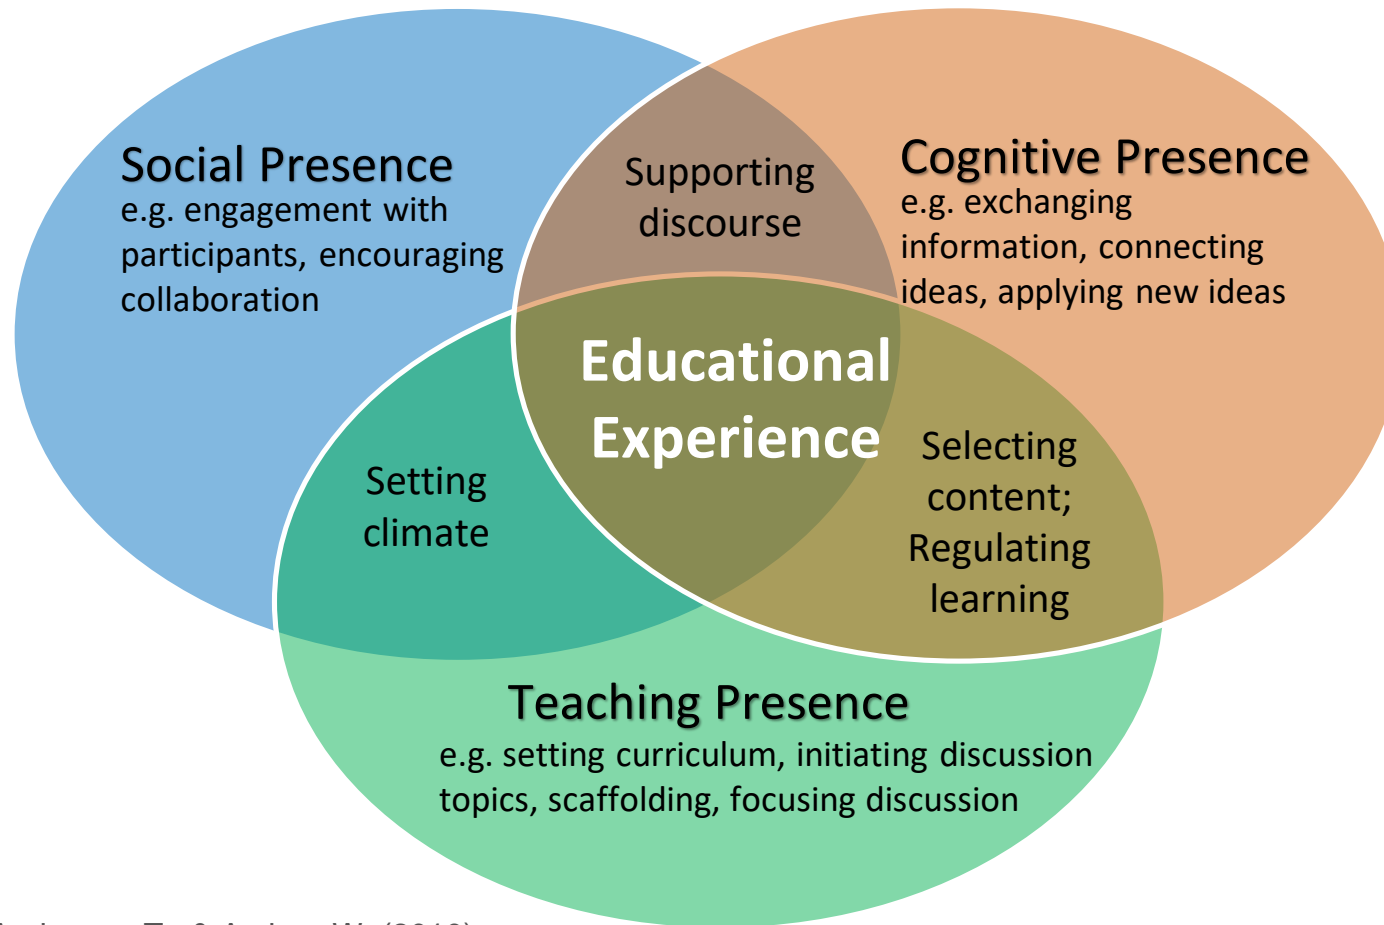 Social Presence
e.g. engagement with
participants, encouraging
collaboration
Supporting
discourse
Cognitive Presence
e.g. exchanging
information, connecting
ideas, applying new ideas
Educational
Experience
Setting
climate
Selecting
content;
Regulating
learning
Teaching Presence
e.g. setting curriculum, initiating discussion
topics, scaffolding, focusing discussion